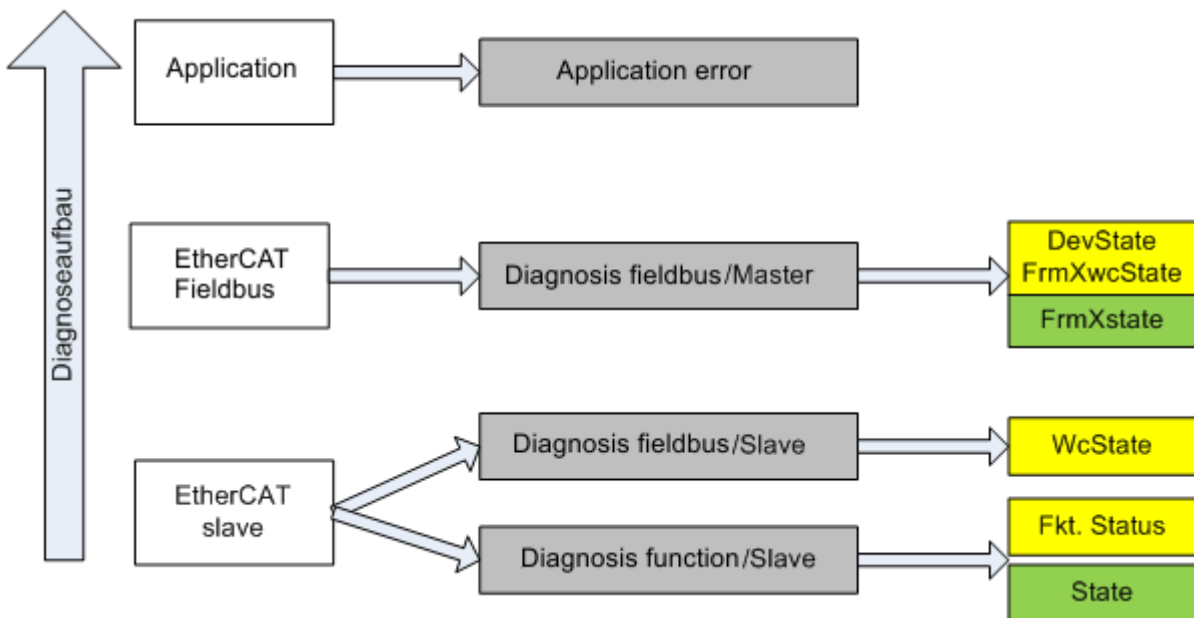 Diagnoseaufbau
Application
Application error
EtherCAT
Fieldbus
Diagnosis fieldbus/Master
DevState
FrmXwcState
FrmXstate
EtherCAT
slave
Diagnosis fieldbus/Slave
WcState
Diagnosis function/Slave
Fkt. Status
State